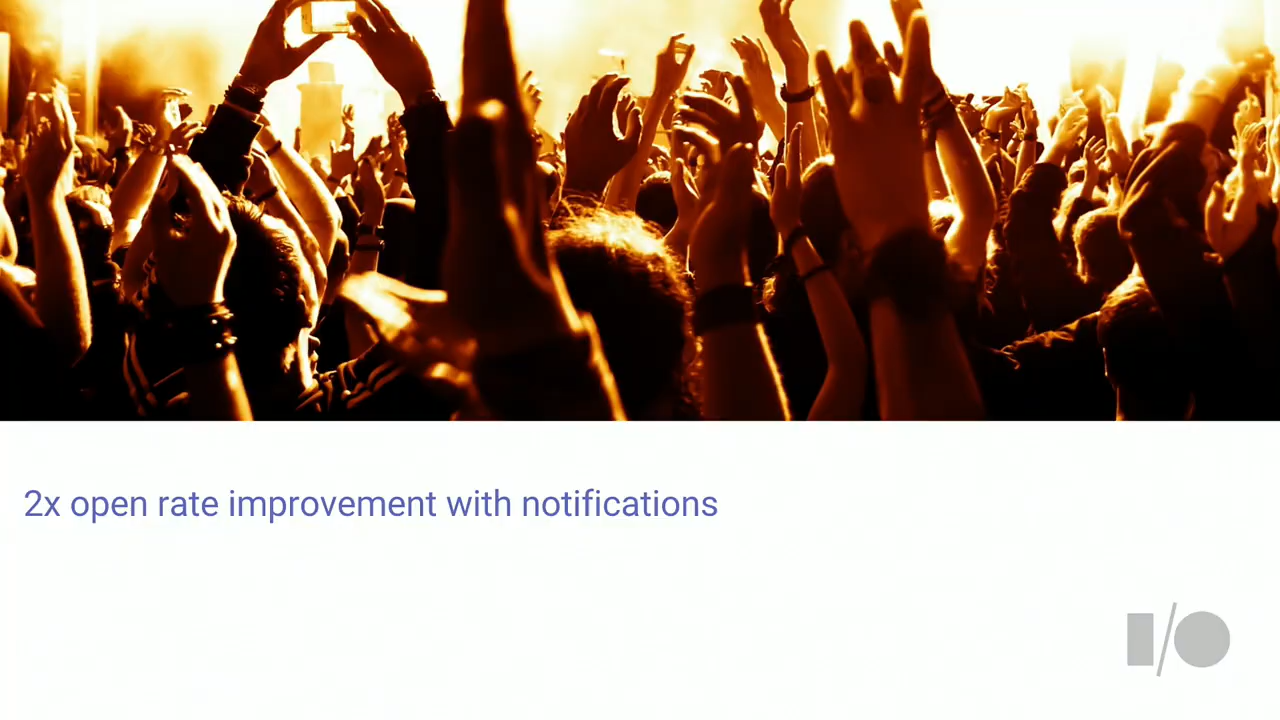 2x open rate improvement with notifications
I/O